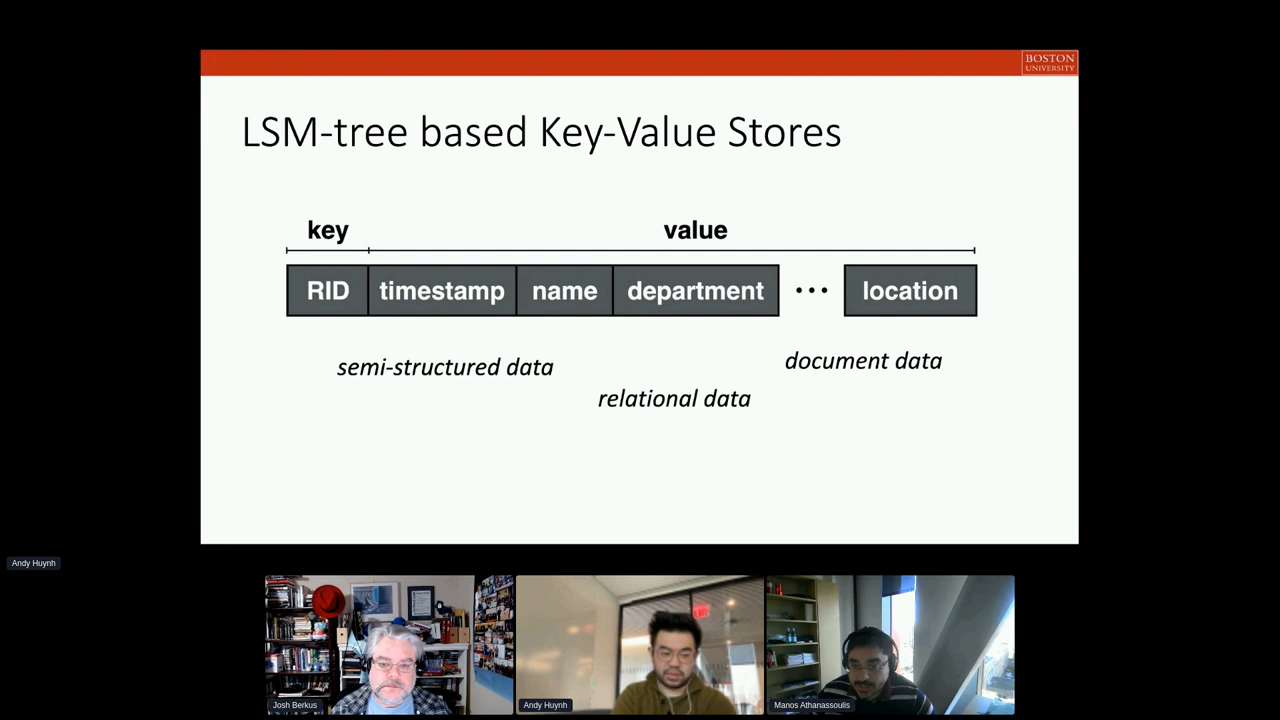 BOSTON
UNIVERSITY
LSM-tree based Key-Value Stores
key value
RID timestamp name department ··· location
semi-structured data
document data
relational data
Andy Huynh
Josh Berkus
Andy Huynh
Manos Athanassoulis